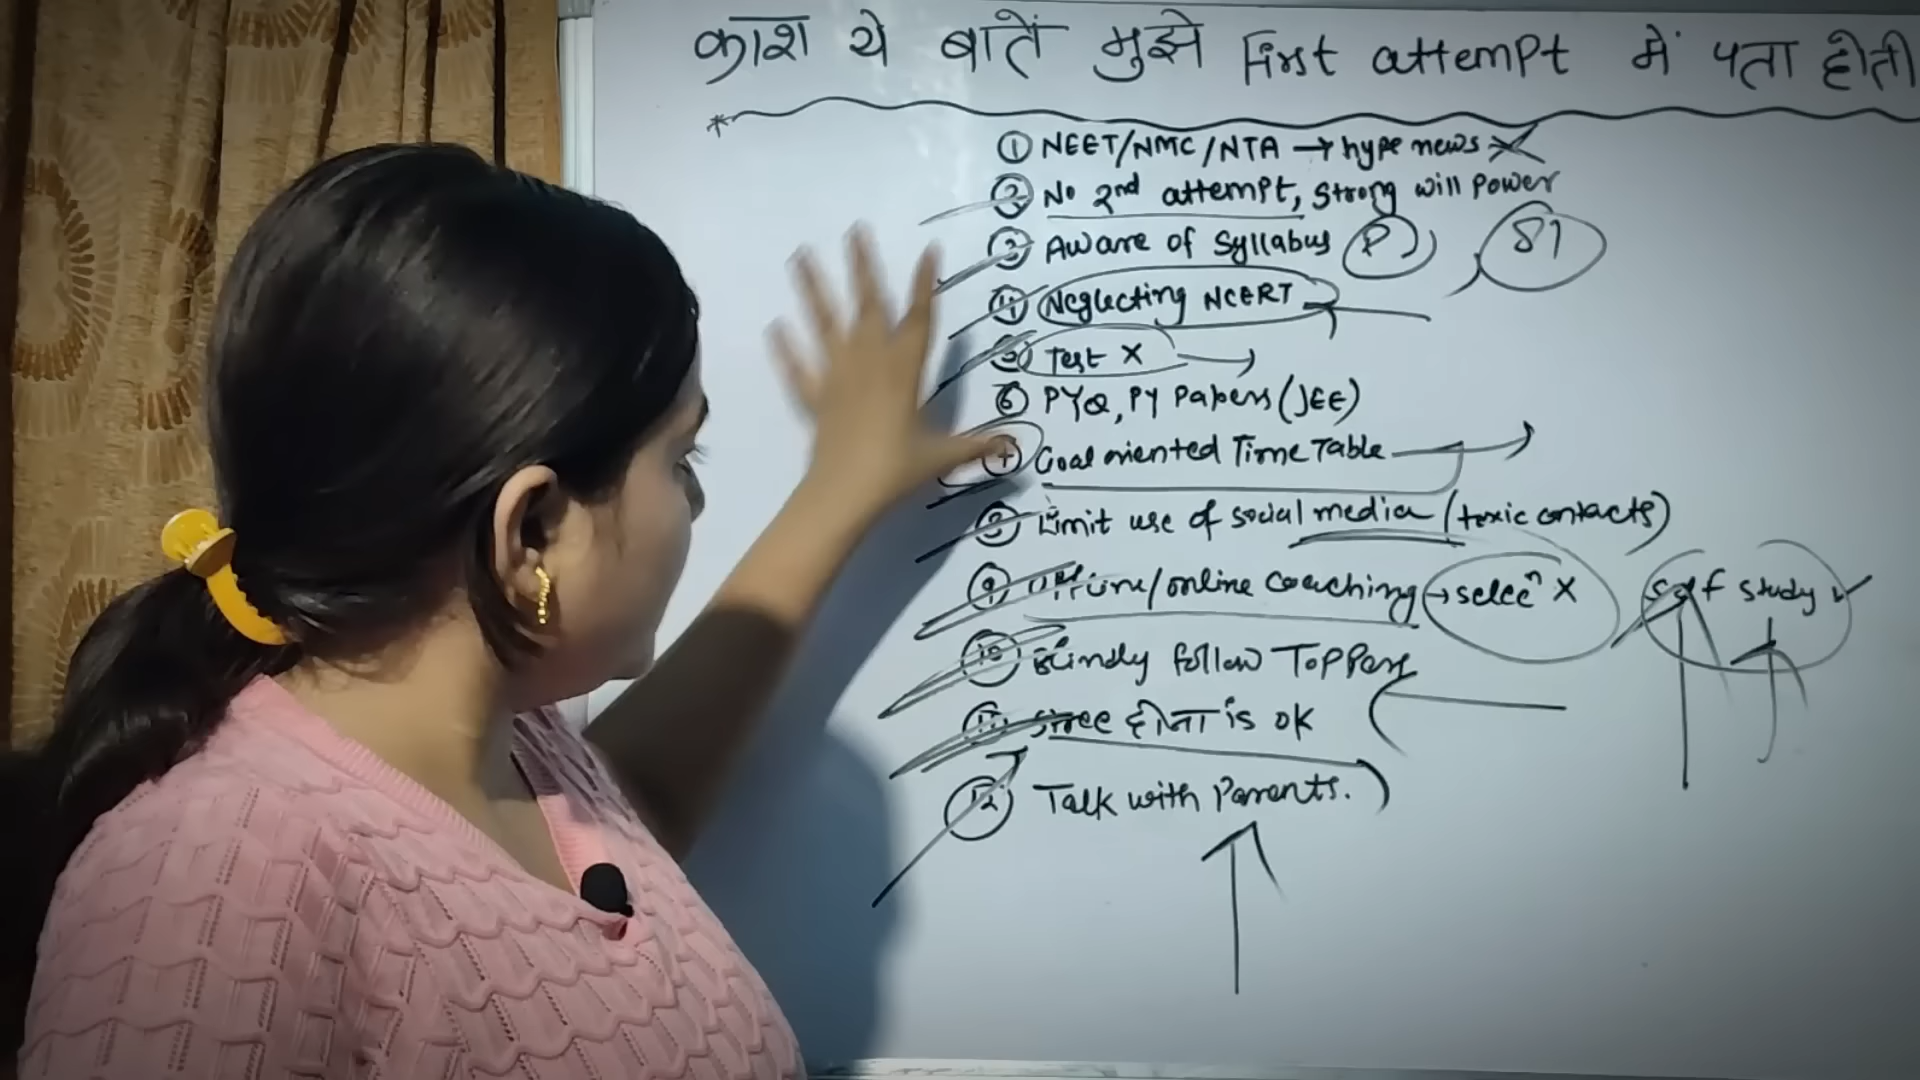 काश ये बातें मुझे First attempt में पता होती
① NEET/NMC/NTA → hype news X
② No 2nd attempt, strong will power
③ Aware of syllabus (P) , 81
④ Neglecting NCERT
⑤ Test X →
⑥ PYQ, PY Papers (JEE)
⑦ Goal oriented Time Table →
⑧ Limit use of social media (toxic contacts)
⑨ offline/online coaching → selecⁿ X self study ✓
⑩ Blindly follow Toppers
⑪ होना is ok
⑫ Talk with Parents.